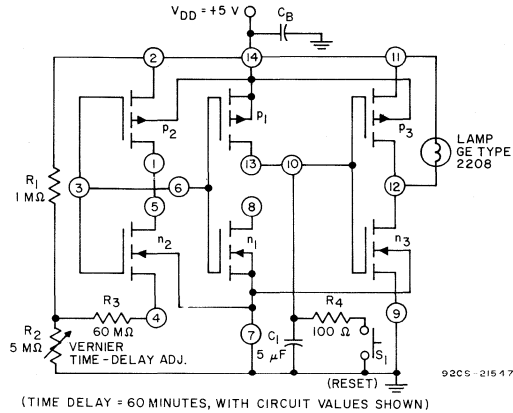 V_DD = +5 V
C_B
2
14
11
p2
p1
p3
LAMP
GE TYPE
2208
R1
1 MΩ
3
1
6
13
10
12
5
8
n2
n1
n3
R3
60 MΩ
4
R2
5 MΩ
VERNIER
TIME-DELAY ADJ.
7
C1
5 µF
R4
100 Ω
S1
9
(RESET)
92CS-21547
(TIME DELAY = 60 MINUTES, WITH CIRCUIT VALUES SHOWN)